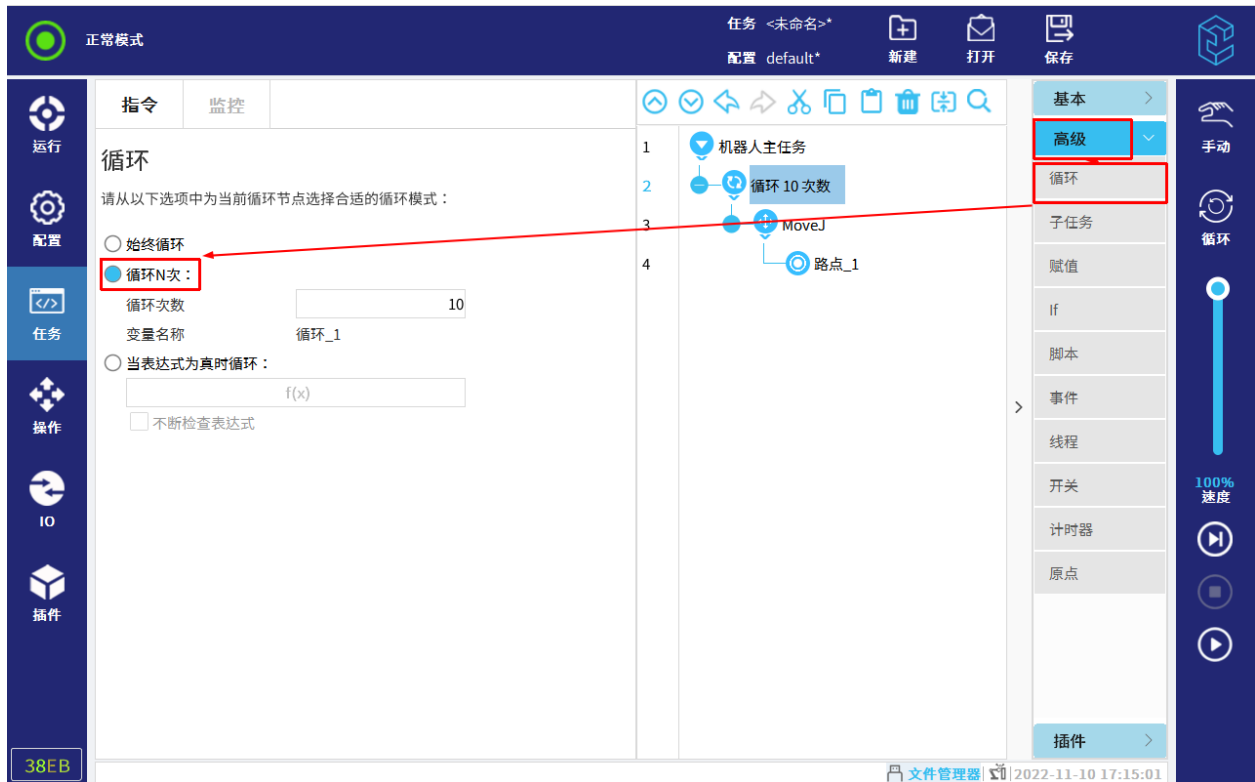 正常模式
任务 <未命名>*
配置 default*
新建
打开
保存
运行
配置
任务
操作
IO
插件
38EB
指令
监控
循环
请从以下选项中为当前循环节点选择合适的循环模式：
始终循环
循环N次：
循环次数 10
变量名称 循环_1
当表达式为真时循环：
f(x)
不断检查表达式
1 机器人主任务
2 循环 10 次数
3 MoveJ
4 路点_1
基本
高级
循环
子任务
赋值
If
脚本
事件
线程
开关
计时器
原点
插件
手动
循环
100%
速度
文件管理器 2022-11-10 17:15:01